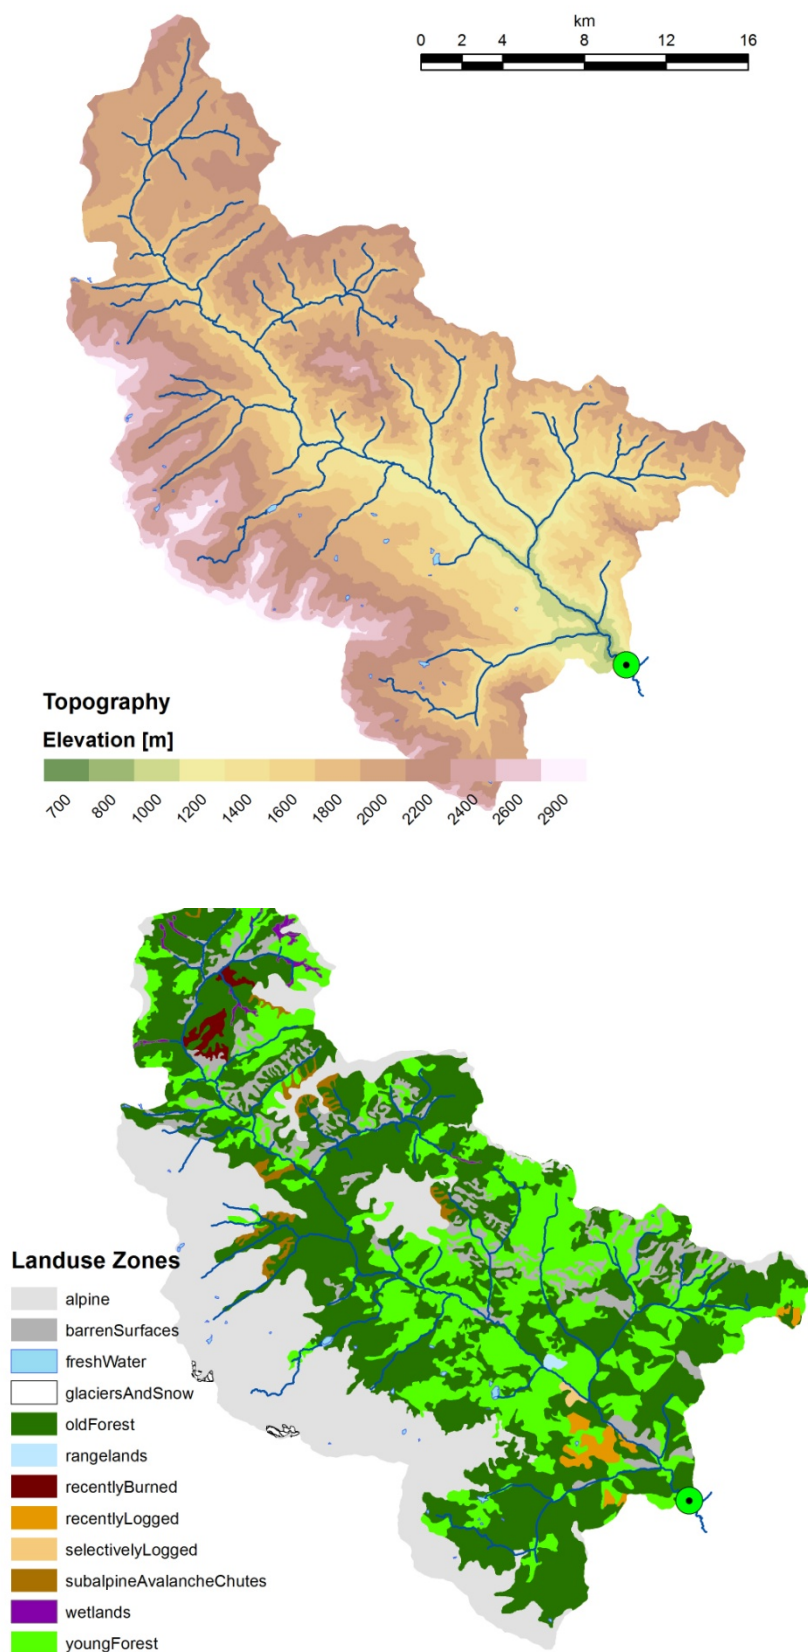 km
0 2 4 8 12 16
Topography
Elevation [m]
700 800 1000 1200 1400 1600 1800 2000 2200 2400 2600 2900
Landuse Zones
alpine
barrenSurfaces
freshWater
glaciersAndSnow
oldForest
rangelands
recentlyBurned
recentlyLogged
selectivelyLogged
subalpineAvalancheChutes
wetlands
youngForest